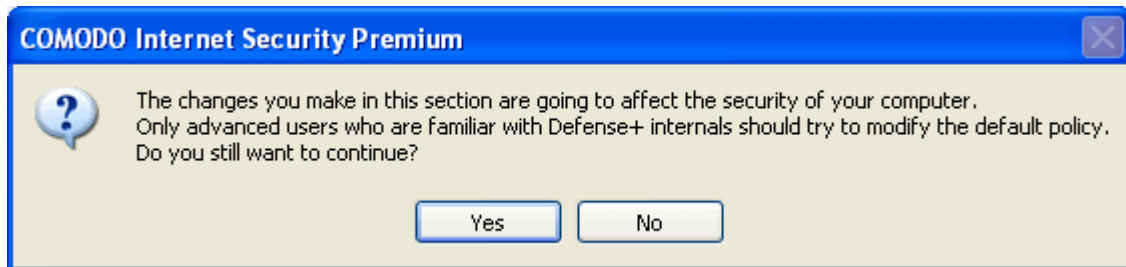 COMODO Internet Security Premium
The changes you make in this section are going to affect the security of your computer.
Only advanced users who are familiar with Defense+ internals should try to modify the default policy.
Do you still want to continue?
Yes No